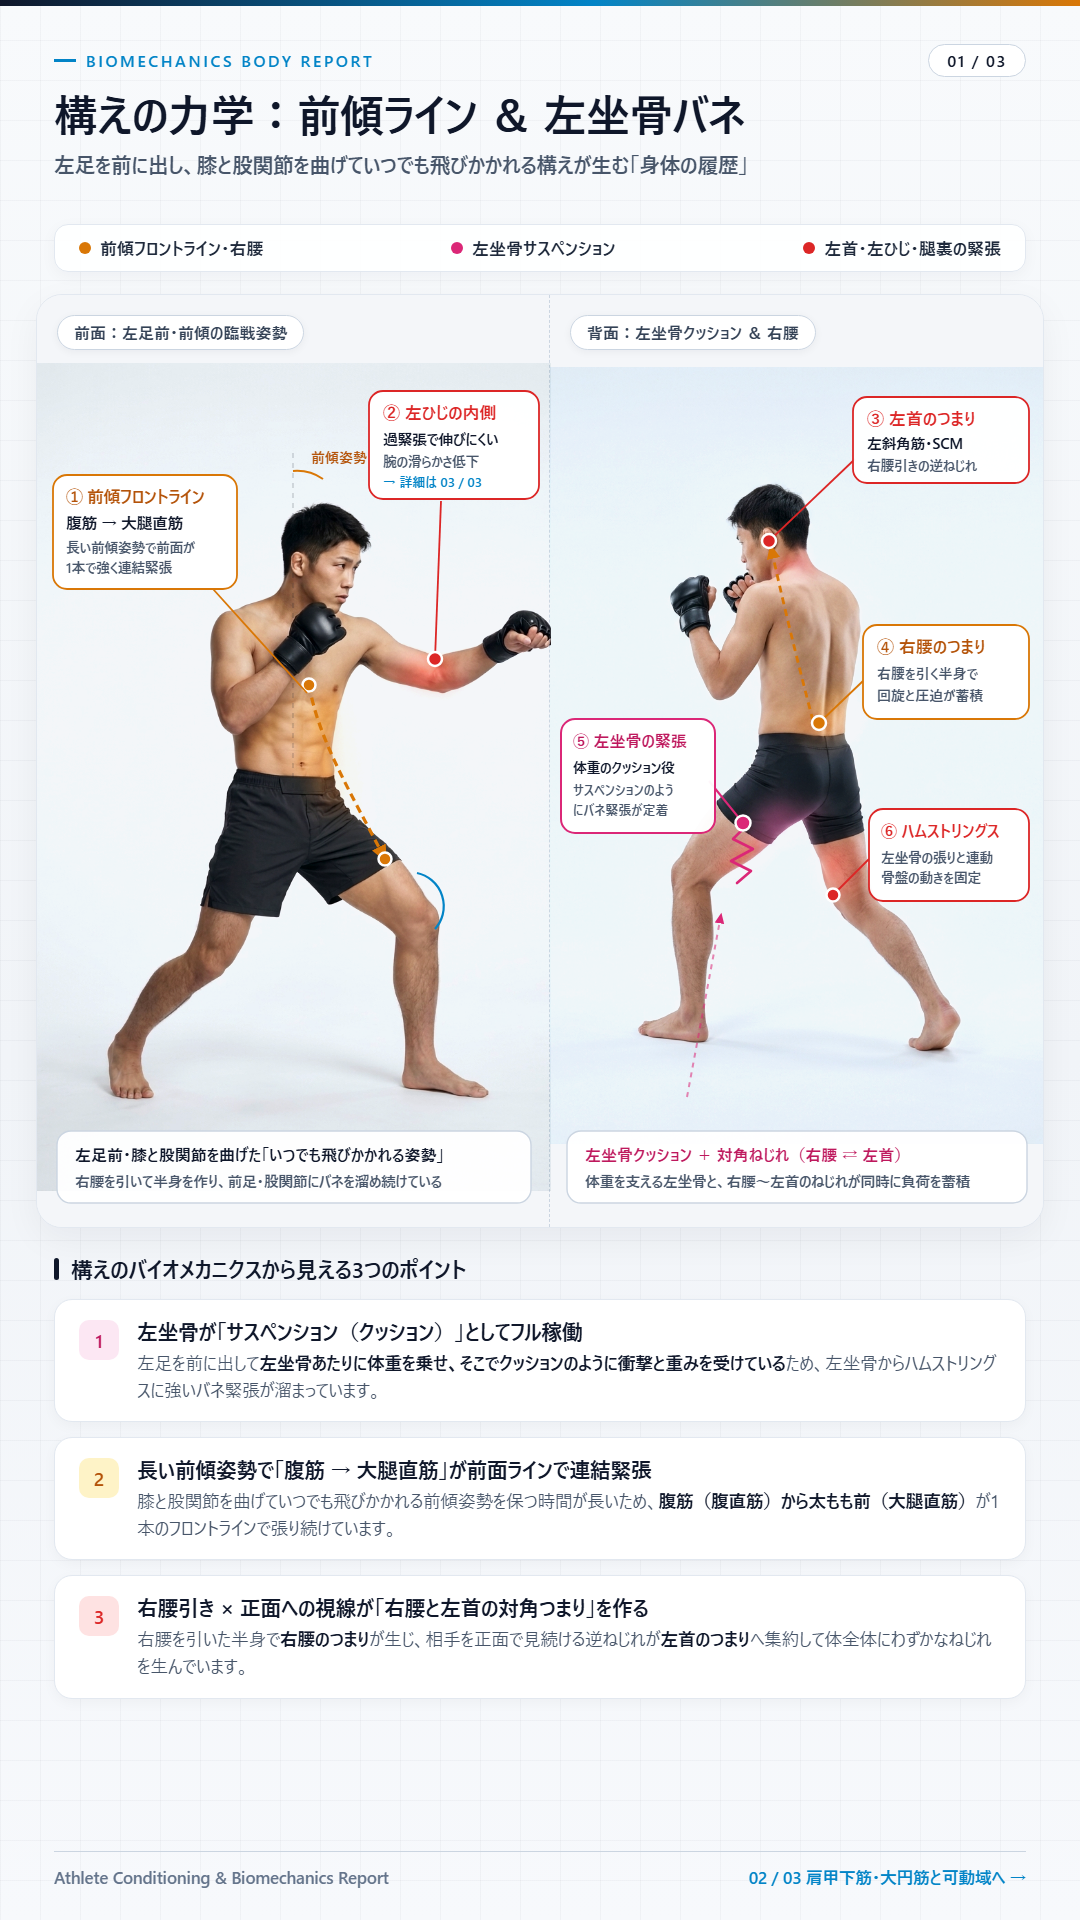 BIOMECHANICS BODY REPORT
01 / 03
構えの力学：前傾ライン ＆ 左坐骨バネ
左足を前に出し、膝と股関節を曲げていつでも飛びかかれる構えが生む「身体の履歴」
前傾フロントライン・右腰
左坐骨サスペンション
左首・左ひじ・腿裏の緊張
前面：左足前・前傾の臨戦姿勢
前傾姿勢
① 前傾フロントライン
腹筋 → 大腿直筋
長い前傾姿勢で前面が
1本で強く連結緊張
② 左ひじの内側
過緊張で伸びにくい
腕の滑らかさ低下
→ 詳細は 03 / 03
左足前・膝と股関節を曲げた「いつでも飛びかかれる姿勢」
右腰を引いて半身を作り、前足・股関節にバネを溜め続けている
背面：左坐骨クッション ＆ 右腰
③ 左首のつまり
左斜角筋・SCM
右腰引きの逆ねじれ
④ 右腰のつまり
右腰を引く半身で
回旋と圧迫が蓄積
⑤ 左坐骨の緊張
体重のクッション役
サスペンションのよう
にバネ緊張が定着
⑥ ハムストリングス
左坐骨の張りと連動
骨盤の動きを固定
左坐骨クッション ＋ 対角ねじれ（右腰 ⇄ 左首）
体重を支える左坐骨と、右腰〜左首のねじれが同時に負荷を蓄積
構えのバイオメカニクスから見える3つのポイント
1
左坐骨が「サスペンション（クッション）」としてフル稼働
左足を前に出して左坐骨あたりに体重を乗せ、そこでクッションのように衝撃と重みを受けているため、左坐骨からハムストリング
スに強いバネ緊張が溜まっています。
2
長い前傾姿勢で「腹筋 → 大腿直筋」が前面ラインで連結緊張
膝と股関節を曲げていつでも飛びかかれる前傾姿勢を保つ時間が長いため、腹筋（腹直筋）から太もも前（大腿直筋）が1
本のフロントラインで張り続けています。
3
右腰引き × 正面への視線が「右腰と左首の対角つまり」を作る
右腰を引いた半身で右腰のつまりが生じ、相手を正面で見続ける逆ねじれが左首のつまりへ集約して体全体にわずかなねじれ
を生んでいます。
Athlete Conditioning & Biomechanics Report
02 / 03 肩甲下筋・大円筋と可動域へ →